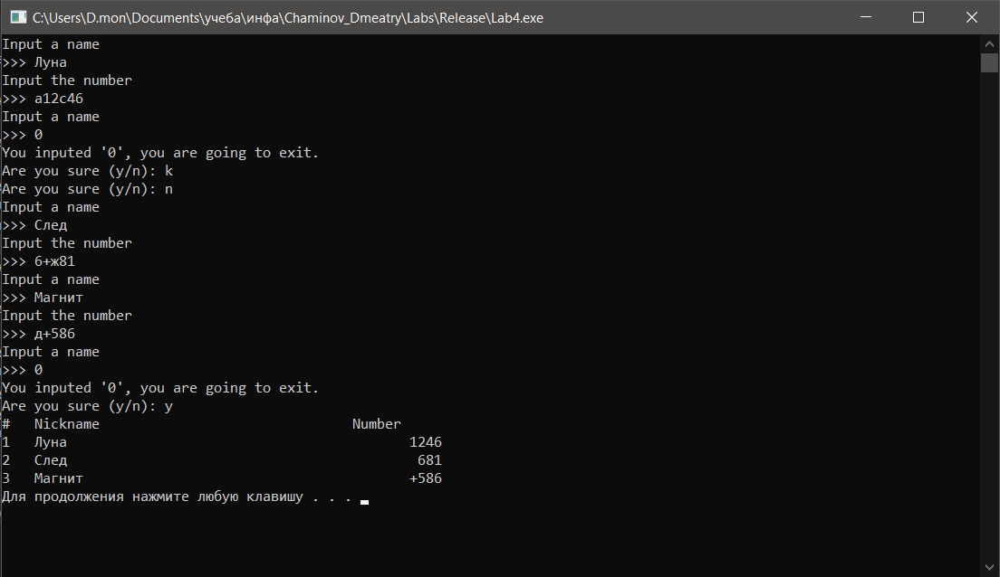 C:\Users\D.mon\Documents\учеба\инфа\Chaminov_Dmeatry\Labs\Release\Lab4.exe
Input a name
>>> Луна
Input the number
>>> a12c46
Input a name
>>> 0
You inputed '0', you are going to exit.
Are you sure (y/n): k
Are you sure (y/n): n
Input a name
>>> След
Input the number
>>> 6+ж81
Input a name
>>> Магнит
Input the number
>>> д+586
Input a name
>>> 0
You inputed '0', you are going to exit.
Are you sure (y/n): y
# Nickname Number
1 Луна 1246
2 След 681
3 Магнит +586
Для продолжения нажмите любую клавишу . . .